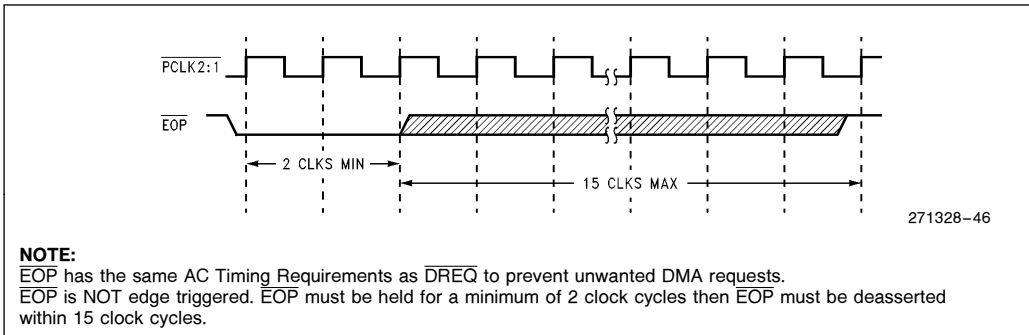 PCLK2:1
EOP
2 CLKS MIN
15 CLKS MAX
271328–46
NOTE:
EOP has the same AC Timing Requirements as DREQ to prevent unwanted DMA requests.
EOP is NOT edge triggered. EOP must be held for a minimum of 2 clock cycles then EOP must be deasserted
within 15 clock cycles.